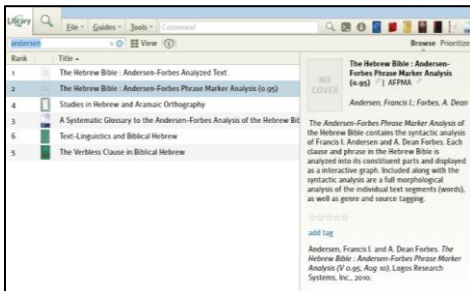 Library
File Guides Tools Command
andersen View Browse Prioritize
Rank Title
1 The Hebrew Bible : Andersen-Forbes Analyzed Text
2 The Hebrew Bible : Andersen-Forbes Phrase Marker Analysis (0.95)
4 Studies in Hebrew and Aramaic Orthography
3 A Systematic Glossary to the Andersen-Forbes Analysis of the Hebrew Bib
6 Text-Linguistics and Biblical Hebrew
5 The Verbless Clause in Biblical Hebrew
NO
COVER
The Hebrew Bible : Andersen-
Forbes Phrase Marker Analysis
(0.95) | AFPMA
Andersen, Francis I.; Forbes, A. Dean
The Andersen-Forbes Phrase Marker Analysis of
the Hebrew Bible contains the syntactic analysis
of Francis I. Andersen and A. Dean Forbes. Each
clause and phrase in the Hebrew Bible is
analyzed into its constituent parts and displayed
as a interactive graph. Included along with the
syntactic analysis are a full morphological
analysis of the individual text segments (words),
as well as genre and source tagging.
add tag
Andersen, Francis I. and A. Dean Forbes. The
Hebrew Bible : Andersen-Forbes Phrase Marker
Analysis (V 0.95, Aug 10). Logos Research
Systems, Inc., 2010.